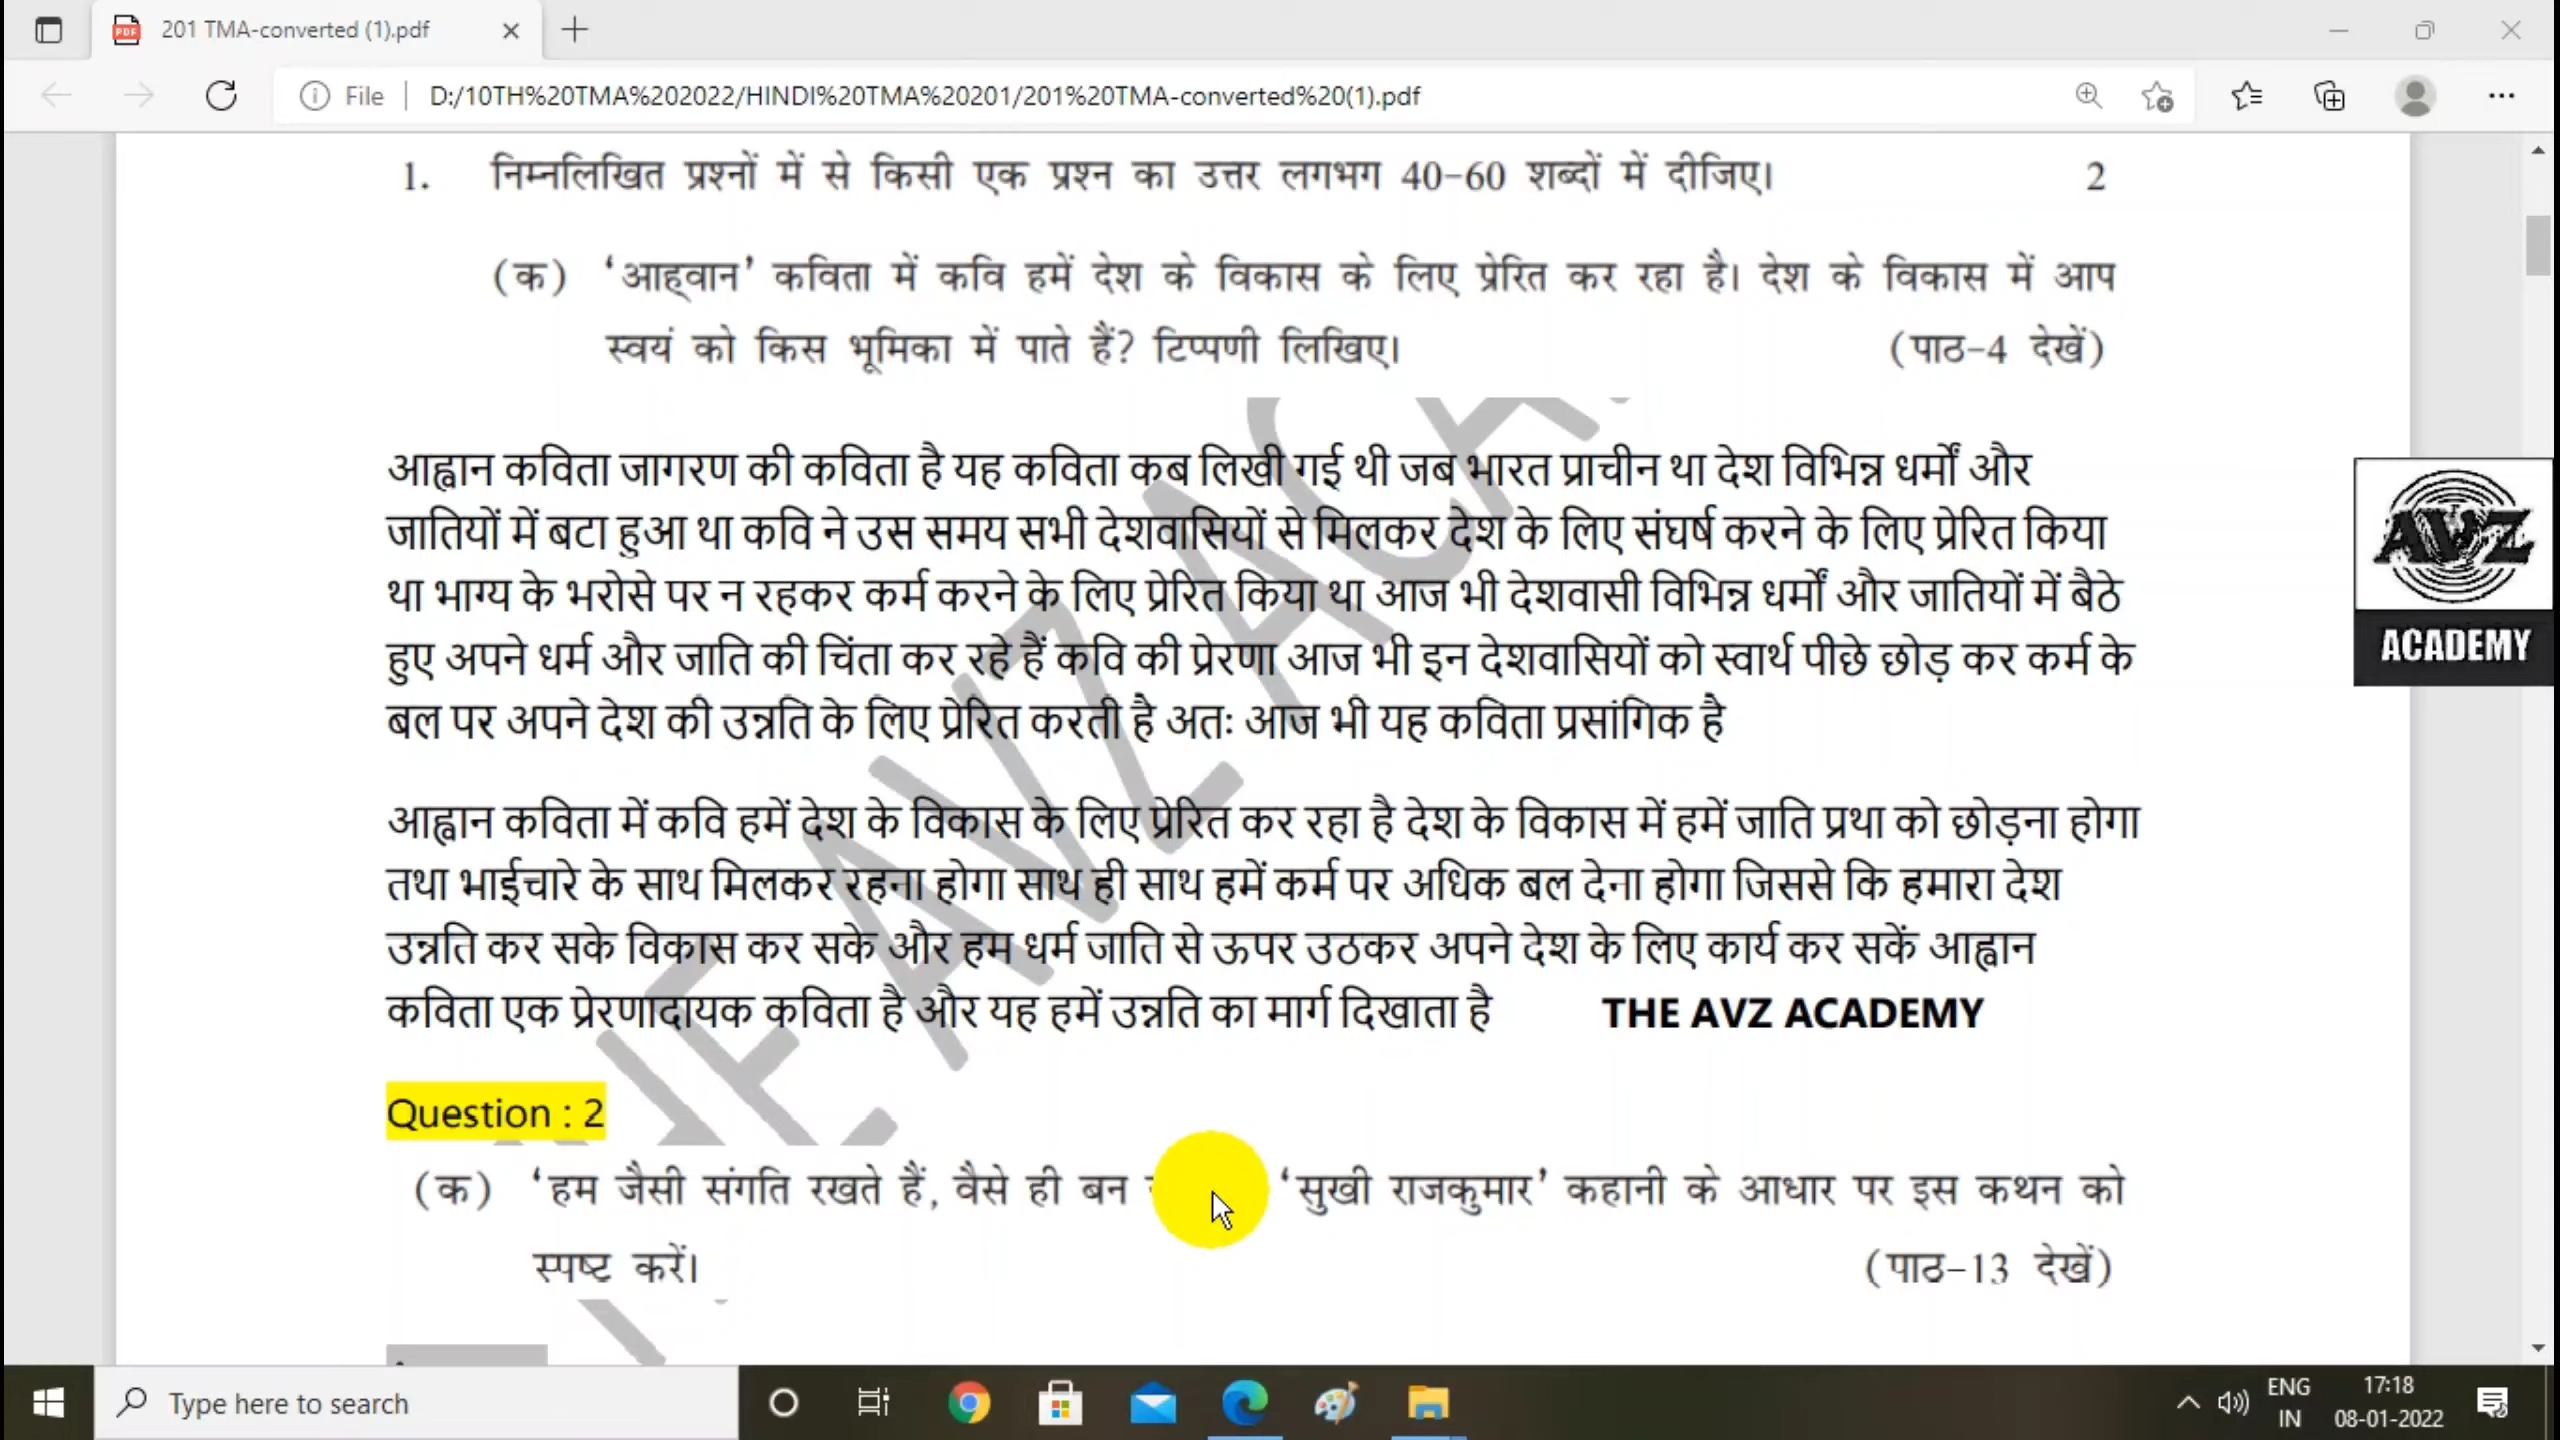 201 TMA-converted (1).pdf
File
D:/10TH%20TMA%202022/HINDI%20TMA%20201/201%20TMA-converted%20(1).pdf
1. निम्नलिखित प्रश्नों में से किसी एक प्रश्न का उत्तर लगभग 40-60 शब्दों में दीजिए। 2
(क) 'आह्वान' कविता में कवि हमें देश के विकास के लिए प्रेरित कर रहा है। देश के विकास में आप
स्वयं को किस भूमिका में पाते हैं? टिप्पणी लिखिए। (पाठ-4 देखें)
आह्वान कविता जागरण की कविता है यह कविता कब लिखी गई थी जब भारत प्राचीन था देश विभिन्न धर्मों और
जातियों में बटा हुआ था कवि ने उस समय सभी देशवासियों से मिलकर देश के लिए संघर्ष करने के लिए प्रेरित किया
था भाग्य के भरोसे पर न रहकर कर्म करने के लिए प्रेरित किया था आज भी देशवासी विभिन्न धर्मों और जातियों में बैठे
हुए अपने धर्म और जाति की चिंता कर रहे हैं कवि की प्रेरणा आज भी इन देशवासियों को स्वार्थ पीछे छोड़ कर कर्म के
बल पर अपने देश की उन्नति के लिए प्रेरित करती है अतः आज भी यह कविता प्रसांगिक है
आह्वान कविता में कवि हमें देश के विकास के लिए प्रेरित कर रहा है देश के विकास में हमें जाति प्रथा को छोड़ना होगा
तथा भाईचारे के साथ मिलकर रहना होगा साथ ही साथ हमें कर्म पर अधिक बल देना होगा जिससे कि हमारा देश
उन्नति कर सके विकास कर सके और हम धर्म जाति से ऊपर उठकर अपने देश के लिए कार्य कर सकें आह्वान
कविता एक प्रेरणादायक कविता है और यह हमें उन्नति का मार्ग दिखाता है THE AVZ ACADEMY
AVZ
ACADEMY
Question : 2
(क) 'हम जैसी संगति रखते हैं, वैसे ही बन 'सुखी राजकुमार' कहानी के आधार पर इस कथन को
स्पष्ट करें। (पाठ-13 देखें)
Type here to search
ENG
IN
17:18
08-01-2022